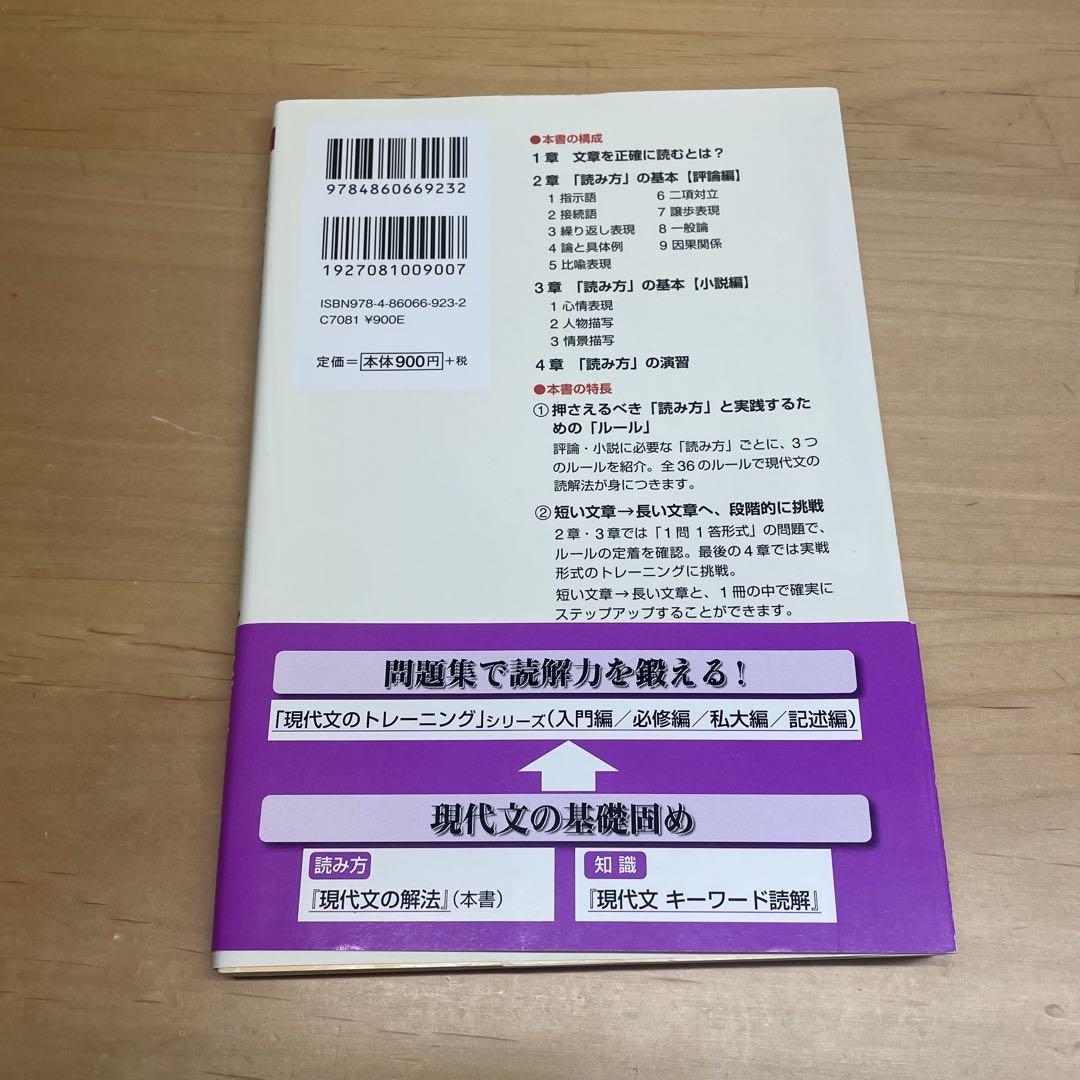 9784860669232
1927081009007
ISBN978-4-86066-923-2
C7081 ¥900E
定価＝本体900円＋税
●本書の構成
1章　文章を正確に読むとは？
2章　「読み方」の基本【評論編】
1 指示語
2 接続語
3 繰り返し表現
4 論と具体例
5 比喩表現
6 二項対立
7 譲歩表現
8 一般論
9 因果関係
3章　「読み方」の基本【小説編】
1 心情表現
2 人物描写
3 情景描写
4章　「読み方」の演習
●本書の特長
①押さえるべき「読み方」と実践するた
めの「ルール」
評論・小説に必要な「読み方」ごとに、3つ
のルールを紹介。全36のルールで現代文の
読解法が身につきます。
②短い文章→長い文章へ、段階的に挑戦
2章・3章では「1問1答形式」の問題で、
ルールの定着を確認。最後の4章では実戦
形式のトレーニングに挑戦。
短い文章→長い文章と、1冊の中で確実に
ステップアップすることができます。
問題集で読解力を鍛える！
「現代文のトレーニング」シリーズ（入門編／必修編／私大編／記述編）
現代文の基礎固め
読み方
『現代文の解法』（本書）
知識
『現代文 キーワード読解』